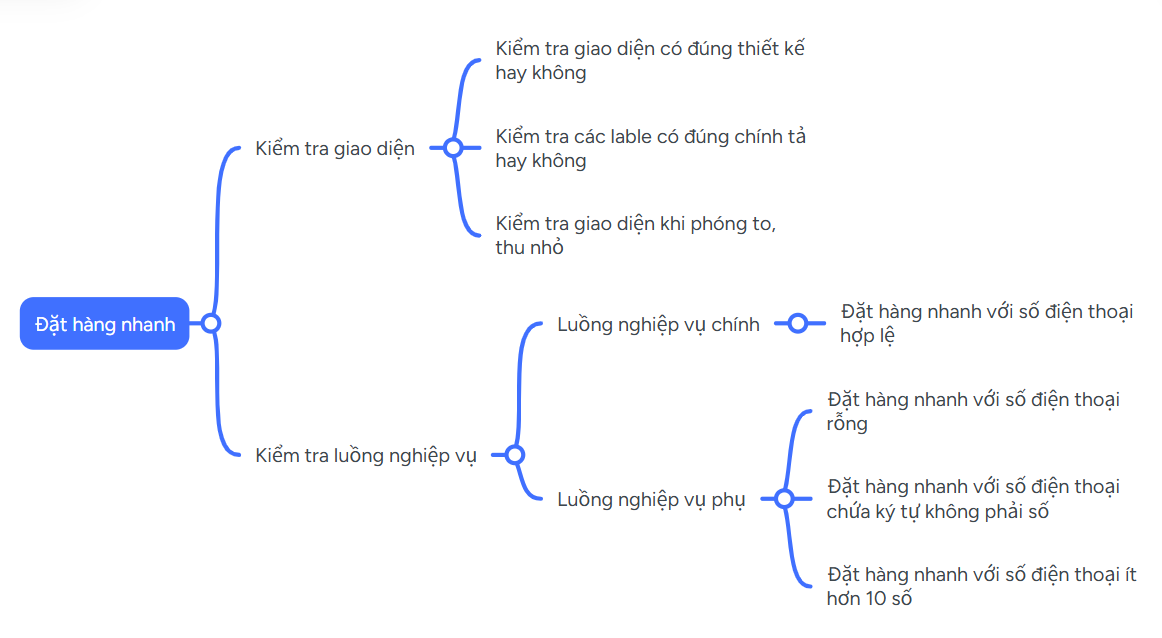 Kiểm tra giao diện có đúng thiết kế
hay không
Kiểm tra giao diện
Kiểm tra các lable có đúng chính tả
hay không
Kiểm tra giao diện khi phóng to,
thu nhỏ
Đặt hàng nhanh
Luồng nghiệp vụ chính
Đặt hàng nhanh với số điện thoại
hợp lệ
Kiểm tra luồng nghiệp vụ
Luồng nghiệp vụ phụ
Đặt hàng nhanh với số điện thoại
rỗng
Đặt hàng nhanh với số điện thoại
chứa ký tự không phải số
Đặt hàng nhanh với số điện thoại ít
hơn 10 số